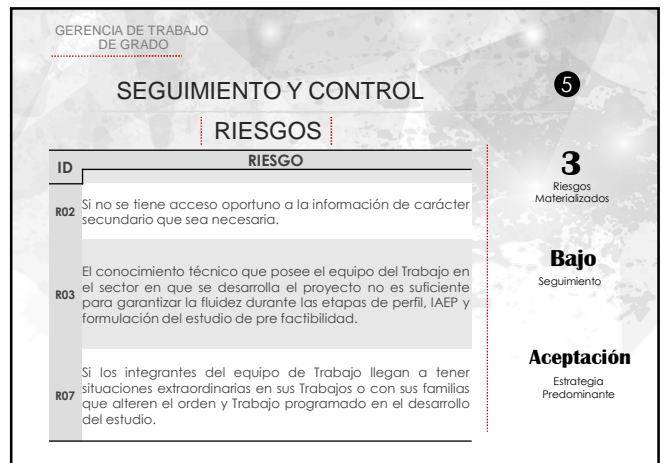 GERENCIA DE TRABAJO
DE GRADO
SEGUIMIENTO Y CONTROL
5
RIESGOS
ID
RIESGO
R02
Si no se tiene acceso oportuno a la información de carácter
secundario que sea necesaria.
R03
El conocimiento técnico que posee el equipo del Trabajo en
el sector en que se desarrolla el proyecto no es suficiente
para garantizar la fluidez durante las etapas de perfil, IAEP y
formulación del estudio de pre factibilidad.
R07
Si los integrantes del equipo de Trabajo llegan a tener
situaciones extraordinarias en sus Trabajos o con sus familias
que alteren el orden y Trabajo programado en el desarrollo
del estudio.
3
Riesgos
Materializados
Bajo
Seguimiento
Aceptación
Estrategia
Predominante